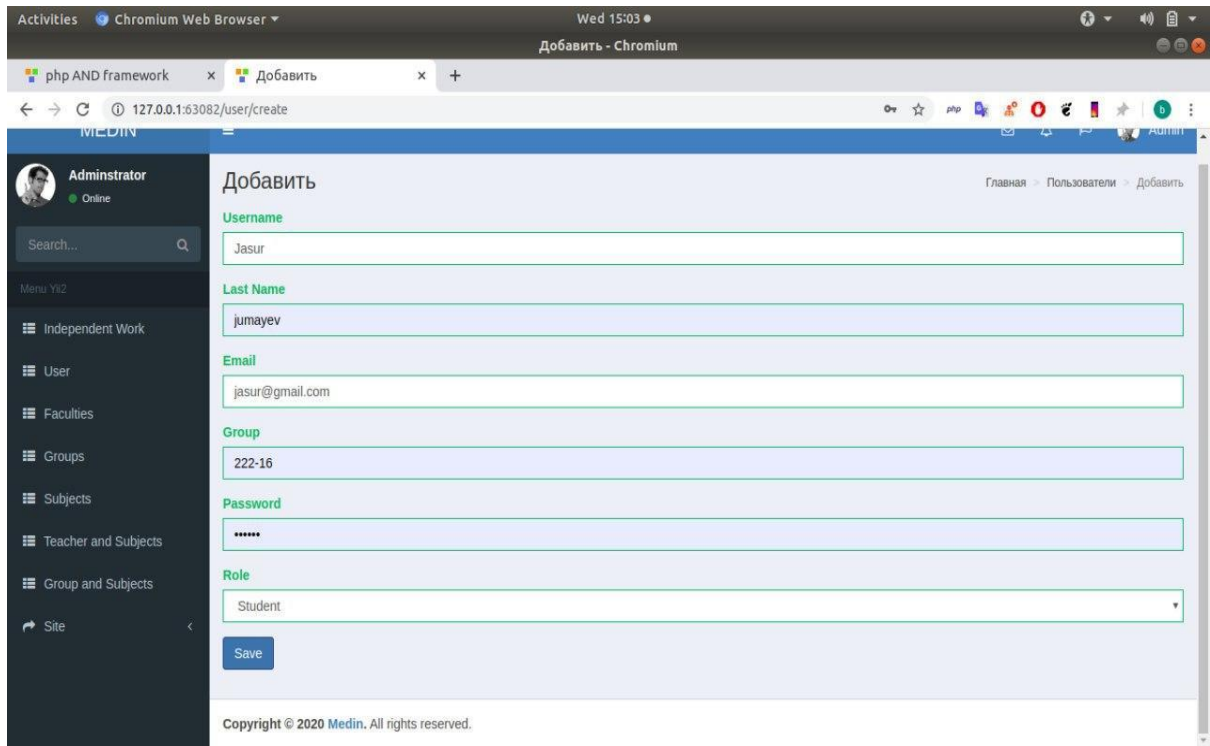 Activities Chromium Web Browser Wed 15:03
Добавить - Chromium
php AND framework × Добавить × +
127.0.0.1:63082/user/create php b
MEDIN Admin
Adminstrator
Online
Search...
Menu Yii2
Independent Work
User
Faculties
Groups
Subjects
Teacher and Subjects
Group and Subjects
Site
Добавить Главная > Пользователи > Добавить
Username
Jasur
Last Name
jumayev
Email
jasur@gmail.com
Group
222-16
Password
••••••
Role
Student
Save
Copyright © 2020 Medin. All rights reserved.